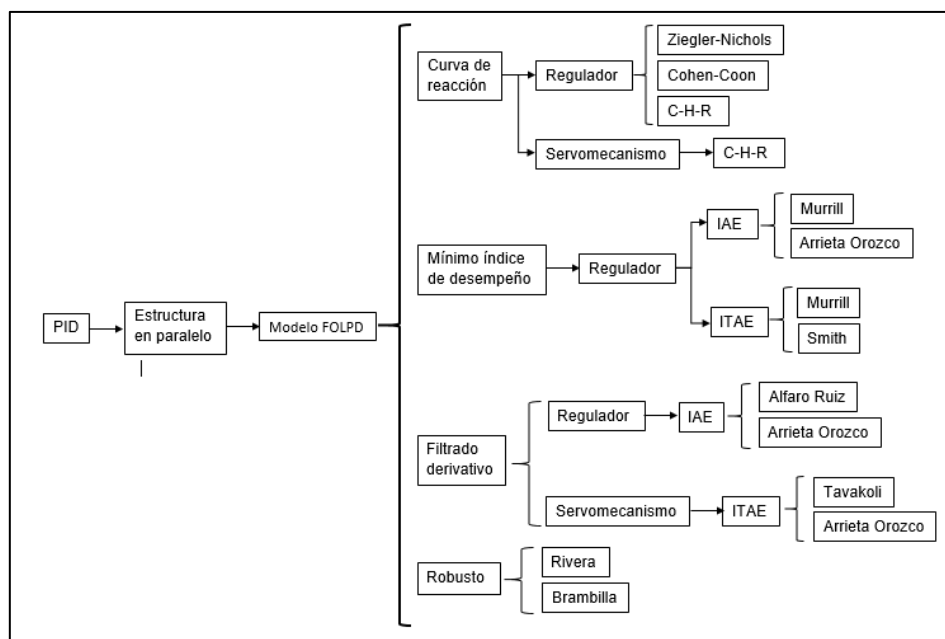 PID
Estructura
en paralelo
Modelo FOLPD
Curva de
reacción
Regulador
Ziegler-Nichols
Cohen-Coon
C-H-R
Servomecanismo
C-H-R
Mínimo índice
de desempeño
Regulador
IAE
Murrill
Arrieta Orozco
ITAE
Murrill
Smith
Filtrado
derivativo
Regulador
IAE
Alfaro Ruiz
Arrieta Orozco
Servomecanismo
ITAE
Tavakoli
Arrieta Orozco
Robusto
Rivera
Brambilla